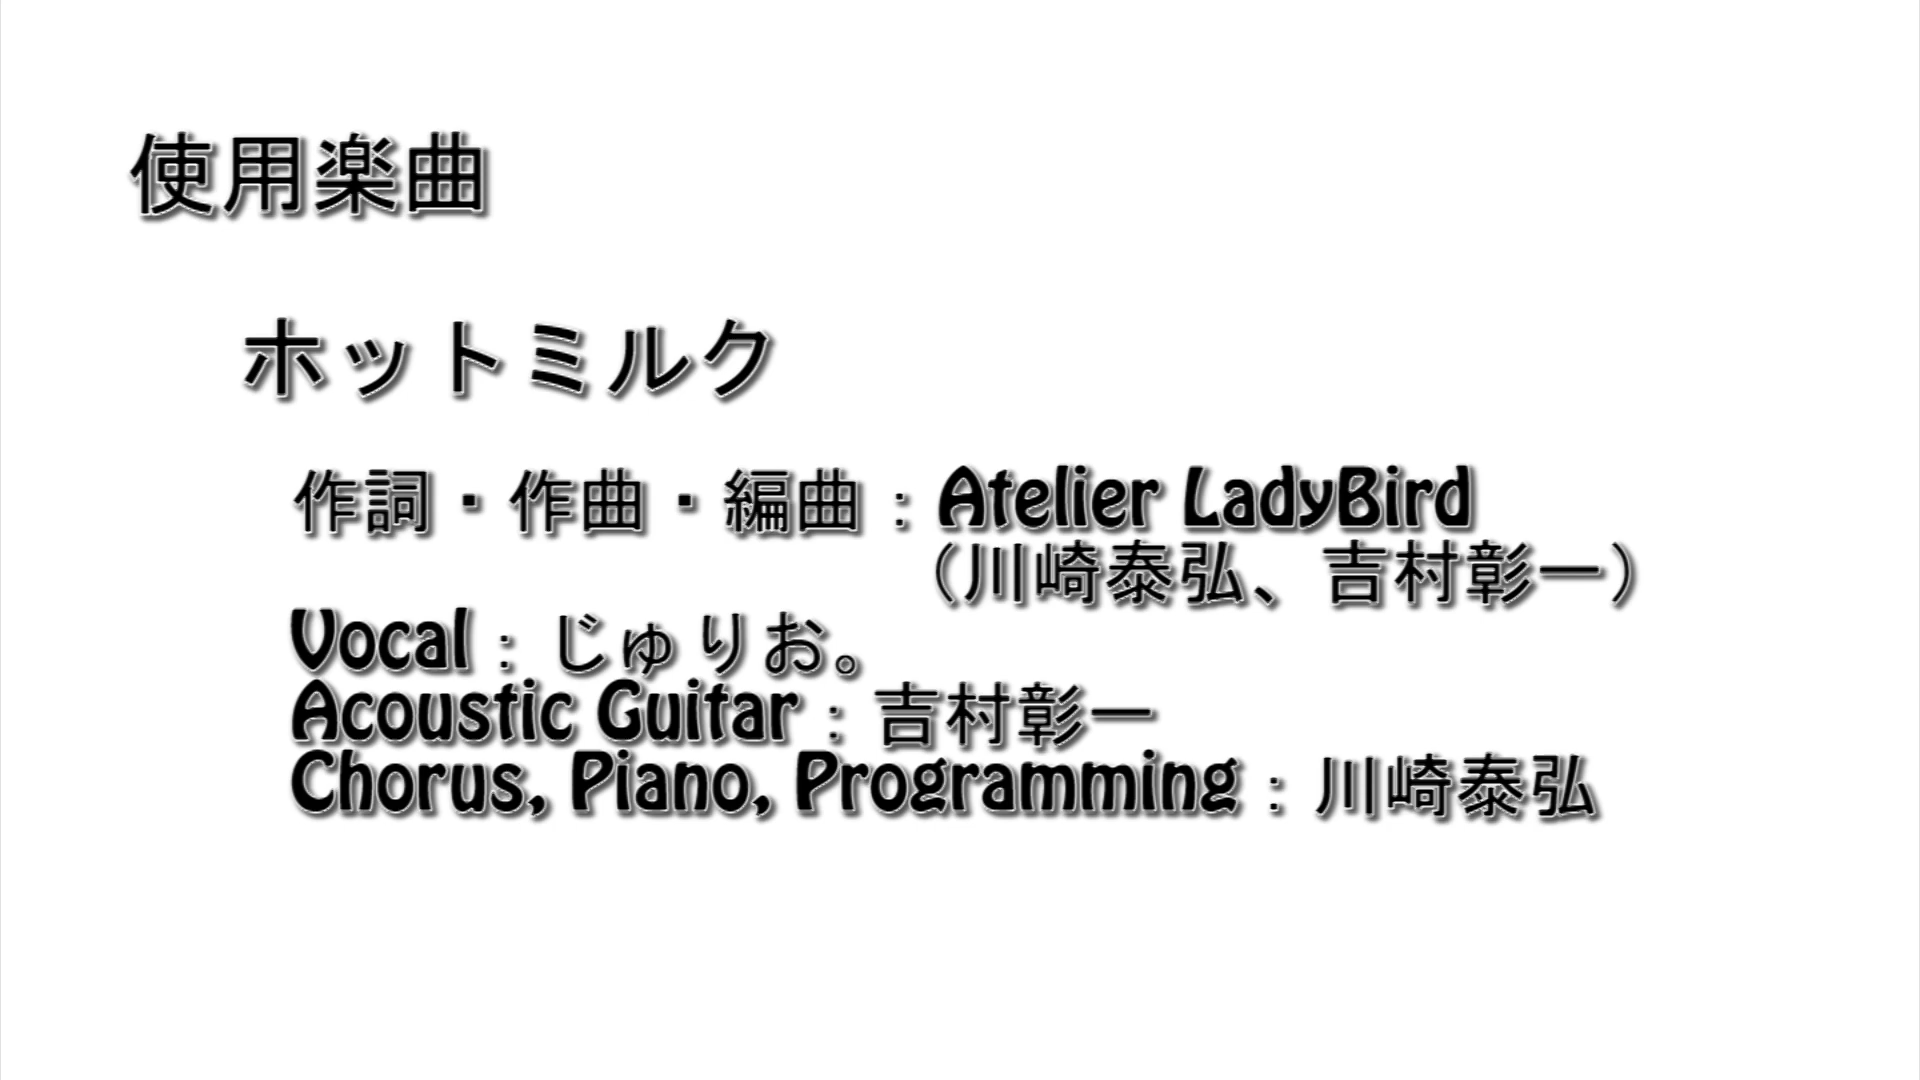 使用楽曲
ホットミルク
作詞・作曲・編曲：Atelier LadyBird
（川崎泰弘、吉村彰一）
Vocal：じゅりお。
Acoustic Guitar：吉村彰一
Chorus, Piano, Programming：川崎泰弘